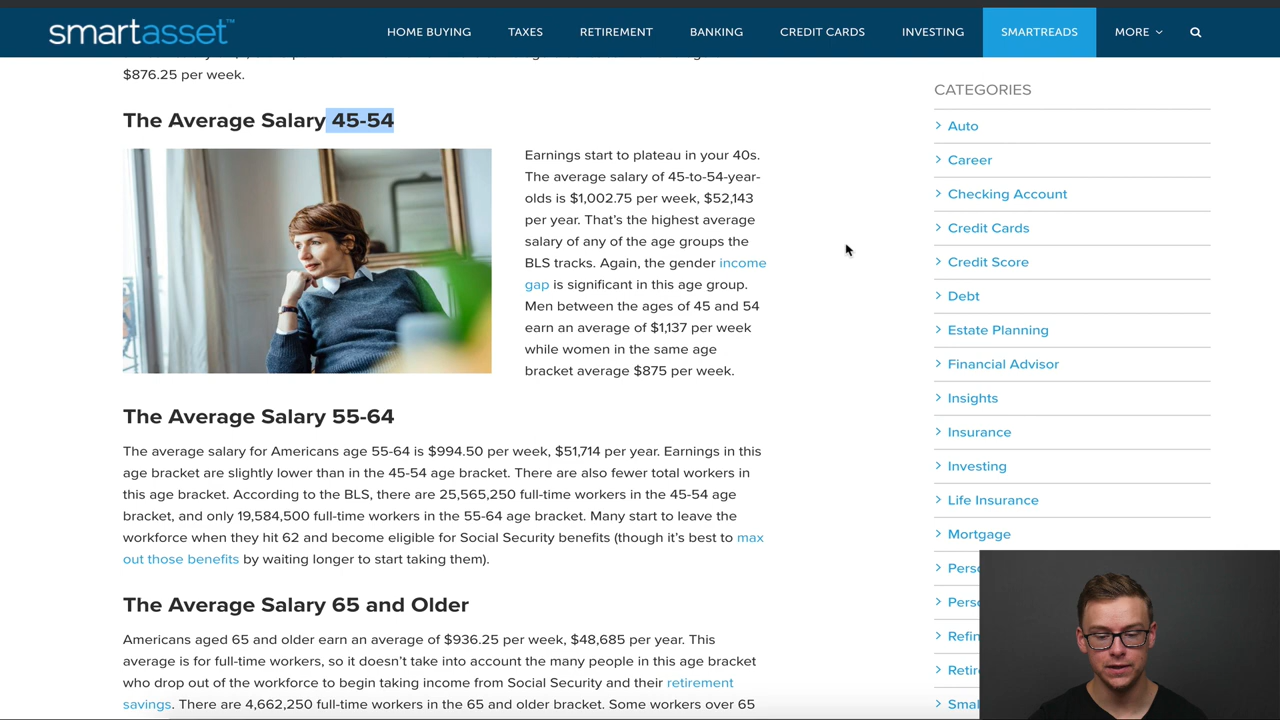 smartasset™
HOME BUYING TAXES RETIREMENT BANKING CREDIT CARDS INVESTING SMARTREADS MORE
$876.25 per week.
The Average Salary 45-54
Earnings start to plateau in your 40s.
The average salary of 45-to-54-year-
olds is $1,002.75 per week, $52,143
per year. That’s the highest average
salary of any of the age groups the
BLS tracks. Again, the gender income
gap is significant in this age group.
Men between the ages of 45 and 54
earn an average of $1,137 per week
while women in the same age
bracket average $875 per week.
The Average Salary 55-64
The average salary for Americans age 55-64 is $994.50 per week, $51,714 per year. Earnings in this
age bracket are slightly lower than in the 45-54 age bracket. There are also fewer total workers in
this age bracket. According to the BLS, there are 25,565,250 full-time workers in the 45-54 age
bracket, and only 19,584,500 full-time workers in the 55-64 age bracket. Many start to leave the
workforce when they hit 62 and become eligible for Social Security benefits (though it’s best to max
out those benefits by waiting longer to start taking them).
The Average Salary 65 and Older
Americans aged 65 and older earn an average of $936.25 per week, $48,685 per year. This
average is for full-time workers, so it doesn’t take into account the many people in this age bracket
who drop out of the workforce to begin taking income from Social Security and their retirement
savings. There are 4,662,250 full-time workers in the 65 and older bracket. Some workers over 65
CATEGORIES
Auto
Career
Checking Account
Credit Cards
Credit Score
Debt
Estate Planning
Financial Advisor
Insights
Insurance
Investing
Life Insurance
Mortgage
Perso
Perso
Refin
Retir
Smal